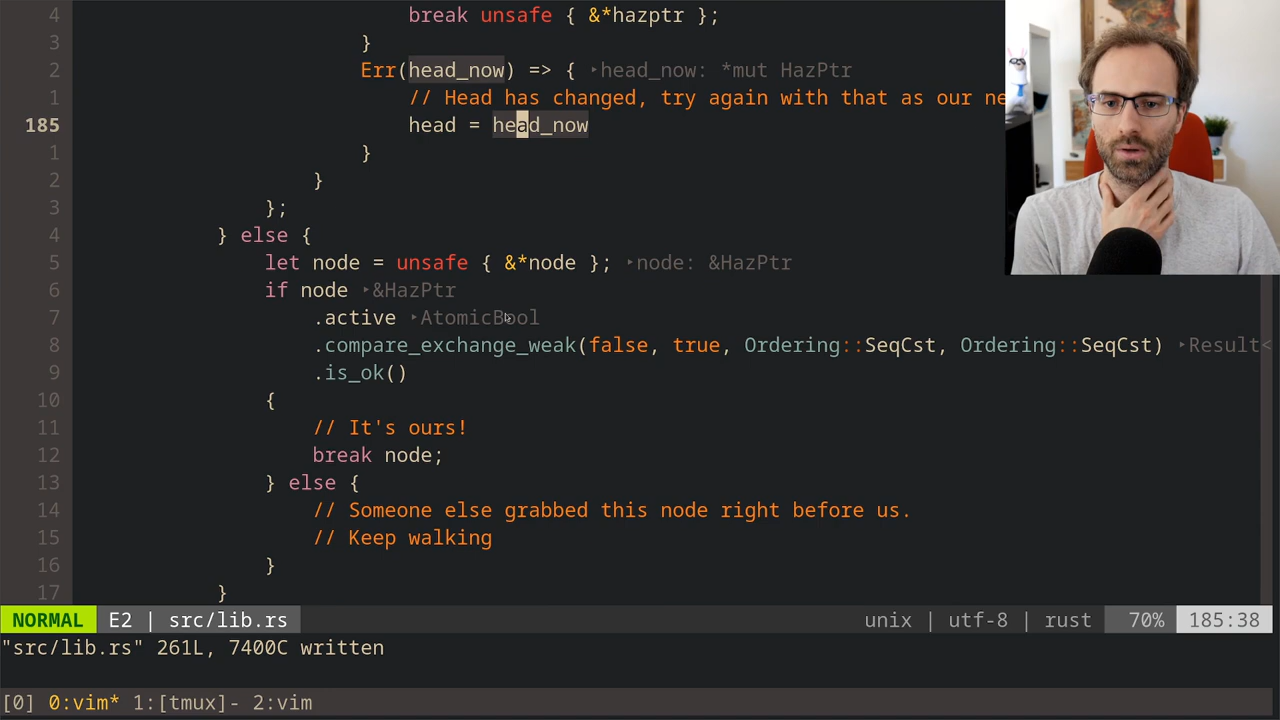 4 break unsafe { &*hazptr };
3 }
2 Err(head_now) => { ▸head_now: *mut HazPtr
1 // Head has changed, try again with that as our ne
185 head = head_now
1 }
2 }
3 };
4 } else {
5 let node = unsafe { &*node }; ▸node: &HazPtr
6 if node ▸&HazPtr
7 .active ▸AtomicBool
8 .compare_exchange_weak(false, true, Ordering::SeqCst, Ordering::SeqCst) ▸Result<
9 .is_ok()
10 {
11 // It's ours!
12 break node;
13 } else {
14 // Someone else grabbed this node right before us.
15 // Keep walking
16 }
17 }
NORMAL E2 | src/lib.rs unix | utf-8 | rust 70% 185:38
"src/lib.rs" 261L, 7400C written
[0] 0:vim* 1:[tmux]- 2:vim